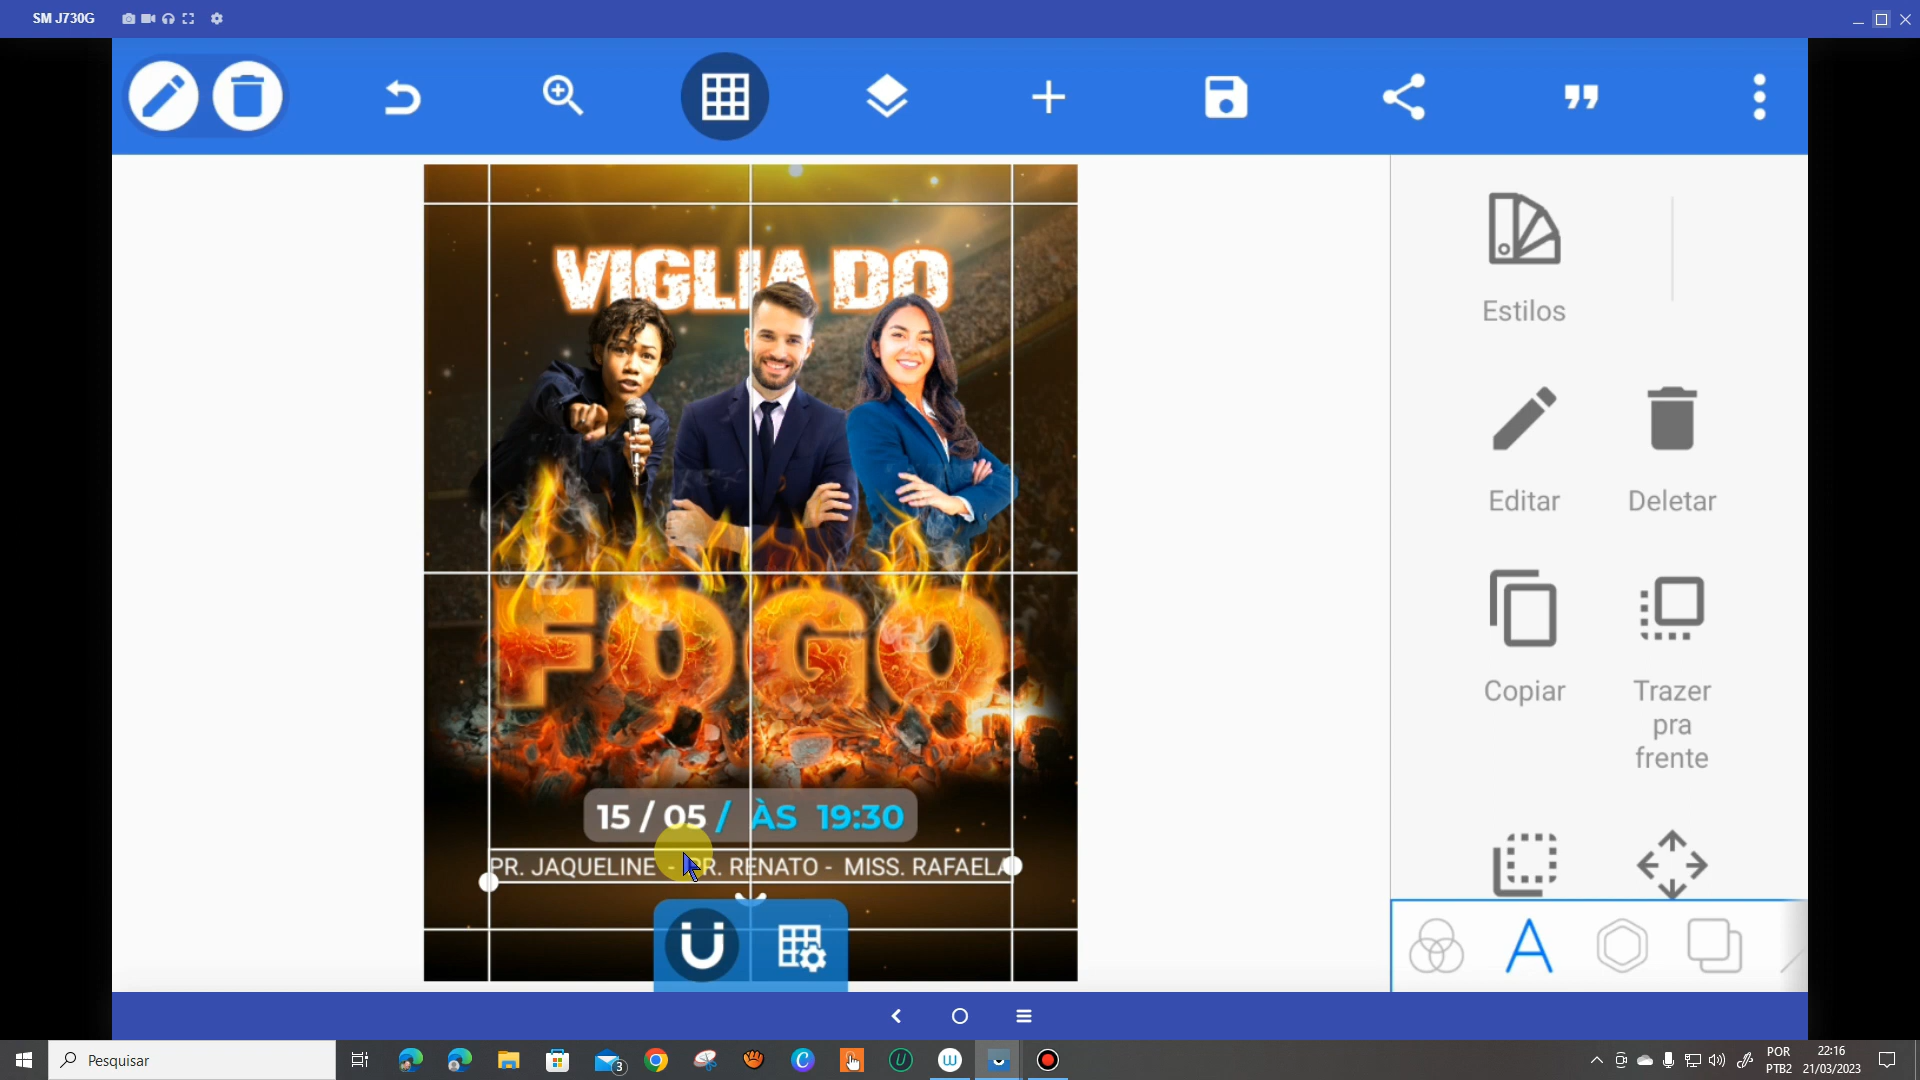 SM J730G
VIGLIA DO
FOGO
15 / 05 / ÀS 19:30
PR. JAQUELINE - PR. RENATO - MISS. RAFAELA
Estilos
Editar
Deletar
Copiar
Trazer
pra
frente
Pesquisar
3
POR
PTB2
22:16
21/03/2023